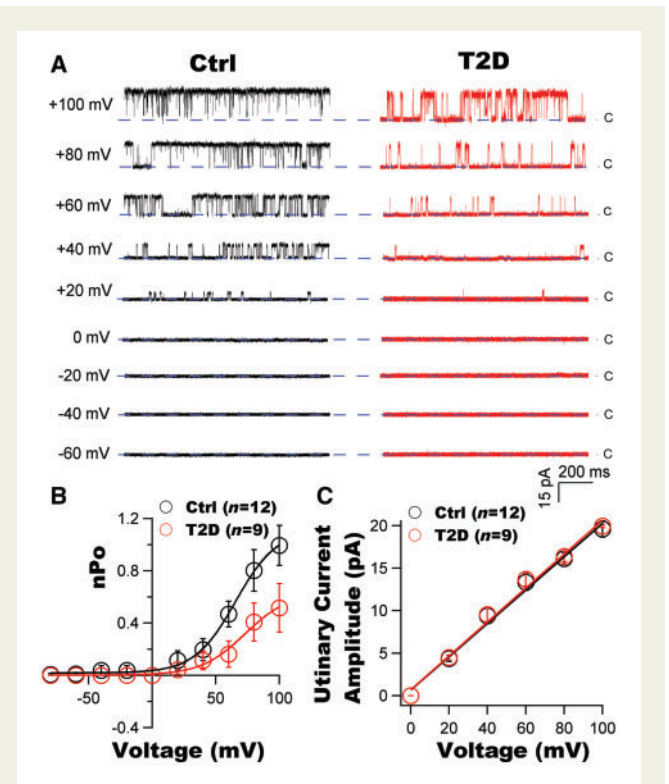 A Ctrl T2D
+100 mV C
+80 mV C
+60 mV C
+40 mV C
+20 mV C
0 mV C
-20 mV C
-40 mV C
-60 mV C
15 pA 200 ms
B
Ctrl (n=12)
T2D (n=9)
nPo
1.2
0.8
0.4
-0.4
-50 50 100
Voltage (mV)
C
Ctrl (n=12)
T2D (n=9)
Utinary Current
Amplitude (pA)
20
15
10
5
0
0 20 40 60 80 100
Voltage (mV)